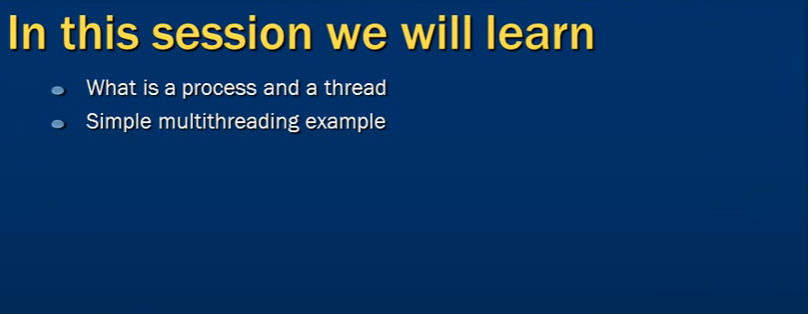 In this session we will learn
What is a process and a thread
Simple multithreading example